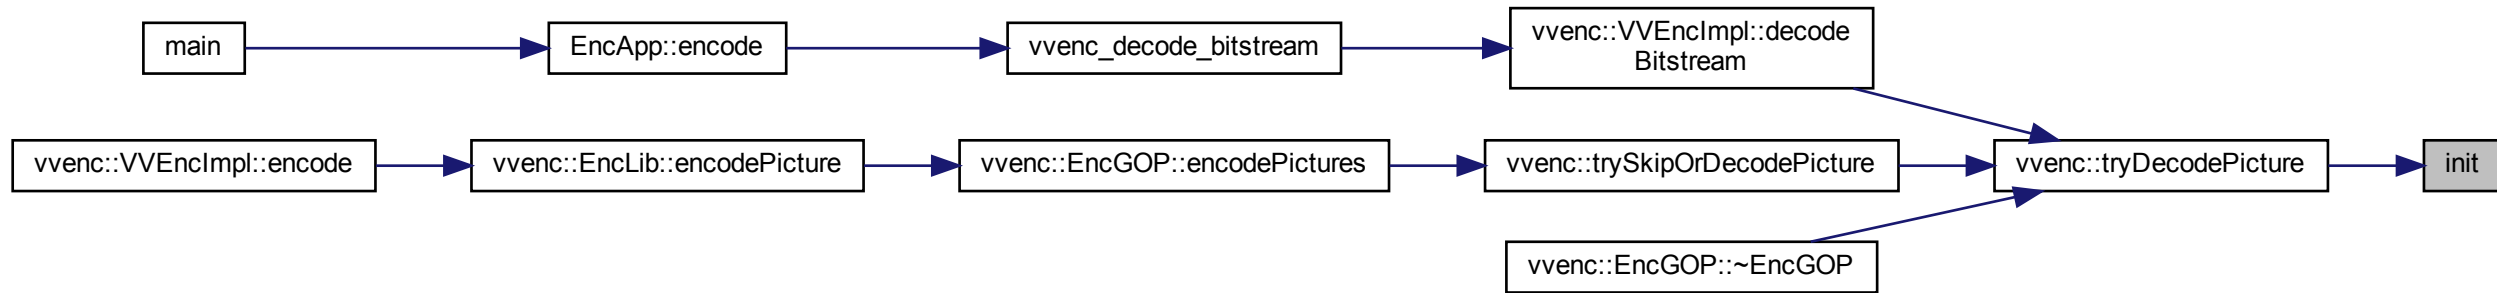 main
EncApp::encode
vvenc_decode_bitstream
vvenc::VVEncImpl::decode
Bitstream
vvenc::VVEncImpl::encode
vvenc::EncLib::encodePicture
vvenc::EncGOP::encodePictures
vvenc::trySkipOrDecodePicture
vvenc::tryDecodePicture
init
vvenc::EncGOP::~EncGOP